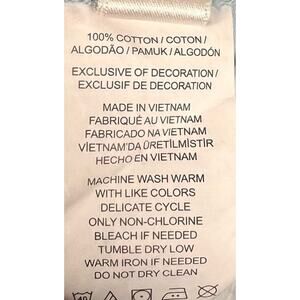 100% COTTON / COTON /
ALGODÃO / PAMUK / ALGODÓN
EXCLUSIVE OF DECORATION /
EXCLUSIF DE DECORATION
MADE IN VIETNAM
FABRIQUÉ AU VIETNAM
FABRICADO NA VIETNAM
VİETNAM'DA ÜRETİLMİSTİR
HECHO EN VIETNAM
MACHINE WASH WARM
WITH LIKE COLORS
DELICATE CYCLE
ONLY NON-CHLORINE
BLEACH IF NEEDED
TUMBLE DRY LOW
WARM IRON IF NEEDED
DO NOT DRY CLEAN
40